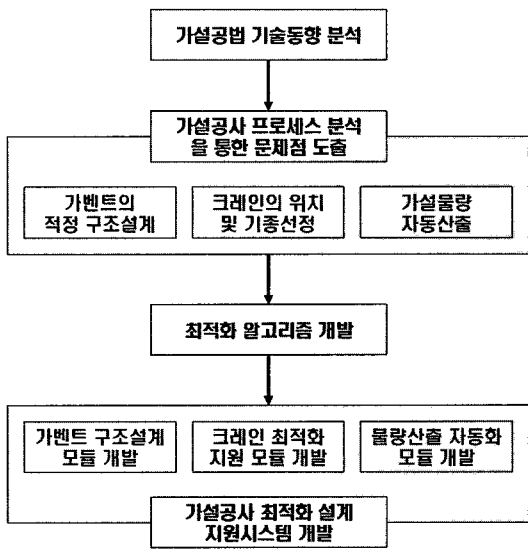 가설공법 기술동향 분석
가설공사 프로세스 분석
을 통한 문제점 도출
가벤트의
적정 구조설계
크레인의 위치
및 기종선정
가설물량
자동산출
최적화 알고리즘 개발
가벤트 구조설계
모듈 개발
크레인 최적화
지원 모듈 개발
물량산출 자동화
모듈 개발
가설공사 최적화 설계
지원시스템 개발